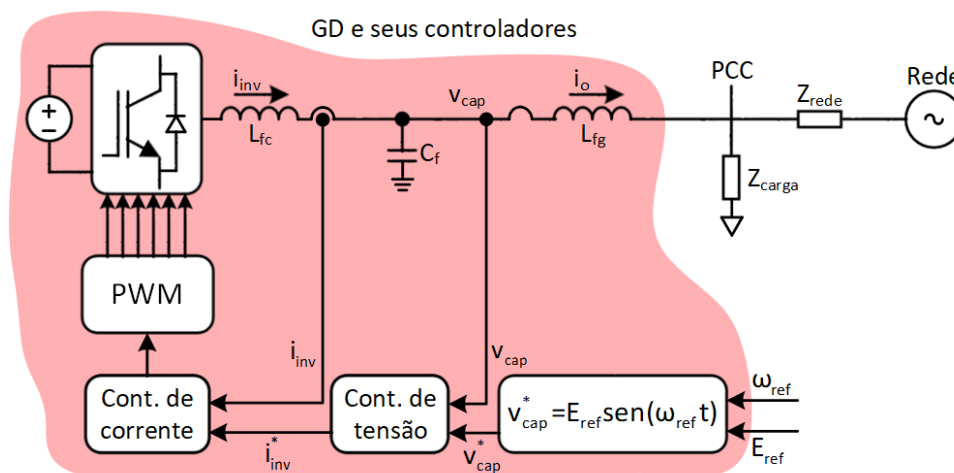 GD e seus controladores
i_inv
v_cap
i_o
PCC
Rede
Z_rede
L_fc
C_f
L_fg
Z_carga
PWM
i_inv
v_cap
Cont. de
corrente
i*_inv
Cont. de
tensão
v*_cap
v*_cap=E_ref sen(ω_ref t)
ω_ref
E_ref